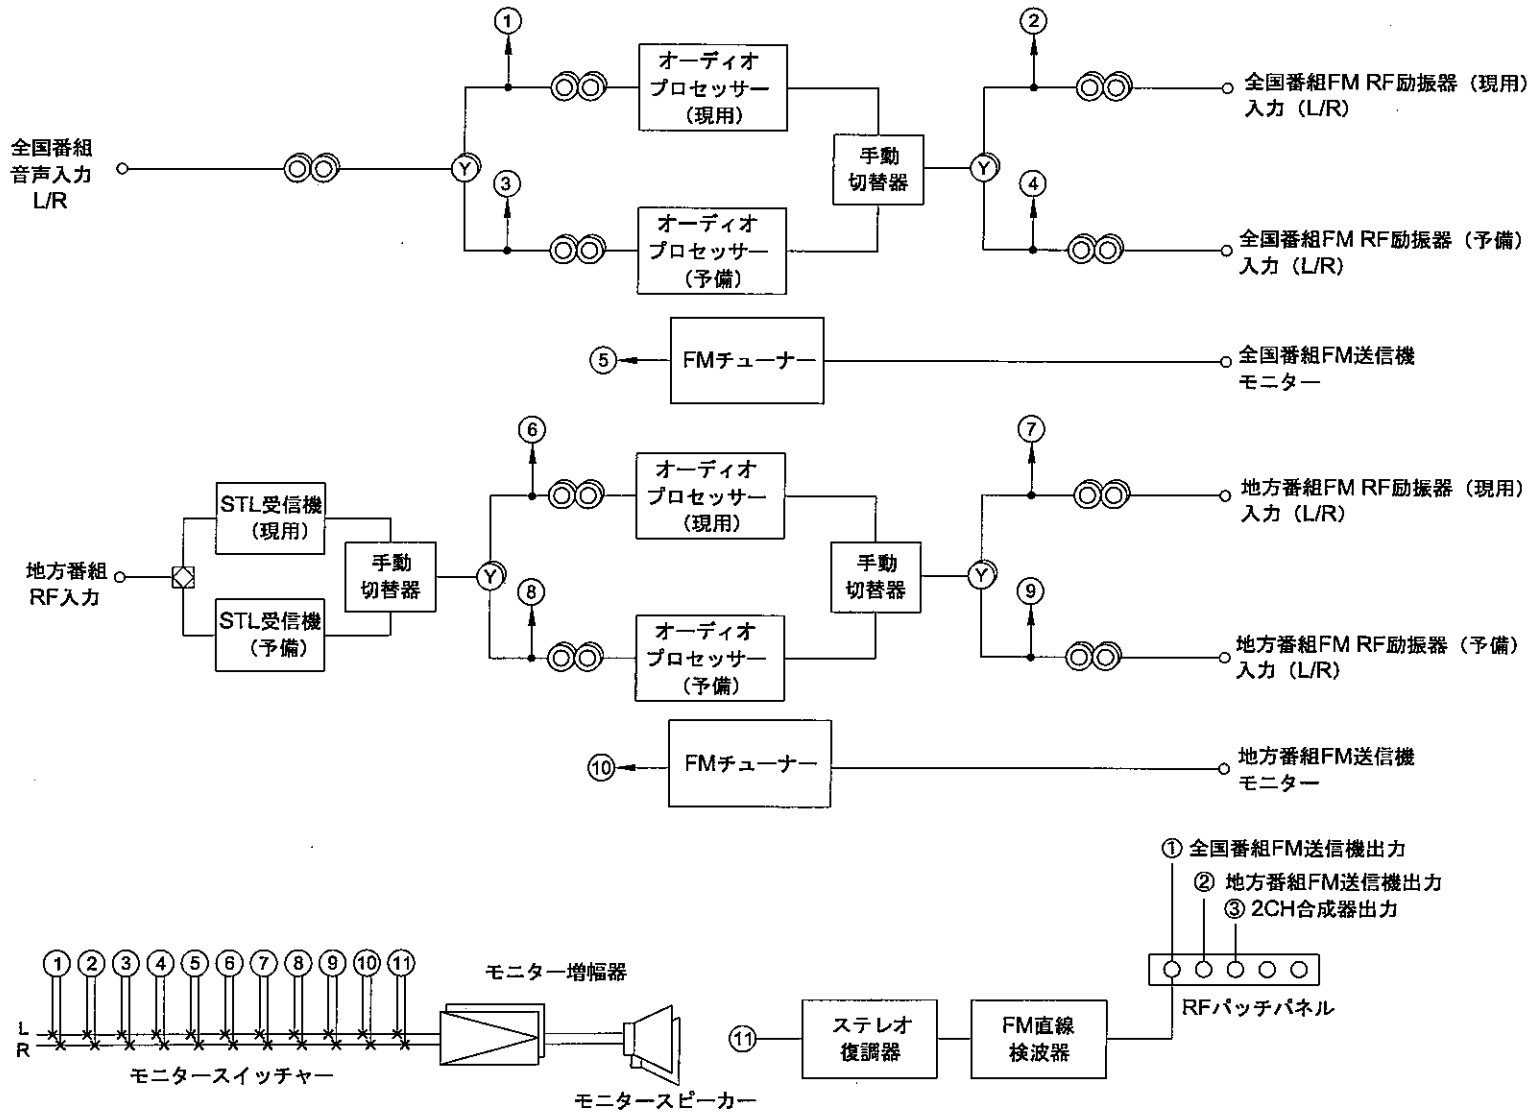 ①
②
全国番組
音声入力
L/R
Y
③
オーディオ
プロセッサー
（現用）
オーディオ
プロセッサー
（予備）
手動
切替器
Y
④
全国番組FM RF励振器（現用）
入力（L/R）
全国番組FM RF励振器（予備）
入力（L/R）
⑤
FMチューナー
全国番組FM送信機
モニター
⑥
⑦
地方番組
RF入力
STL受信機
（現用）
STL受信機
（予備）
手動
切替器
Y
⑧
オーディオ
プロセッサー
（現用）
オーディオ
プロセッサー
（予備）
手動
切替器
Y
⑨
地方番組FM RF励振器（現用）
入力（L/R）
地方番組FM RF励振器（予備）
入力（L/R）
⑩
FMチューナー
地方番組FM送信機
モニター
① 全国番組FM送信機出力
② 地方番組FM送信機出力
③ 2CH合成器出力
RFパッチパネル
① ② ③ ④ ⑤ ⑥ ⑦ ⑧ ⑨ ⑩ ⑪
L
R
モニタースイッチャー
モニター増幅器
モニタースピーカー
⑪
ステレオ
復調器
FM直線
検波器